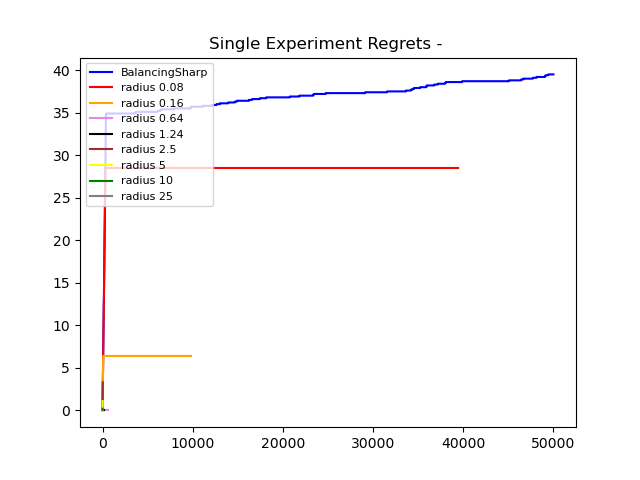 Single Experiment Regrets -
BalancingSharp
radius 0.08
radius 0.16
radius 0.64
radius 1.24
radius 2.5
radius 5
radius 10
radius 25
40
35
30
25
20
15
10
5
0
0 10000 20000 30000 40000 50000